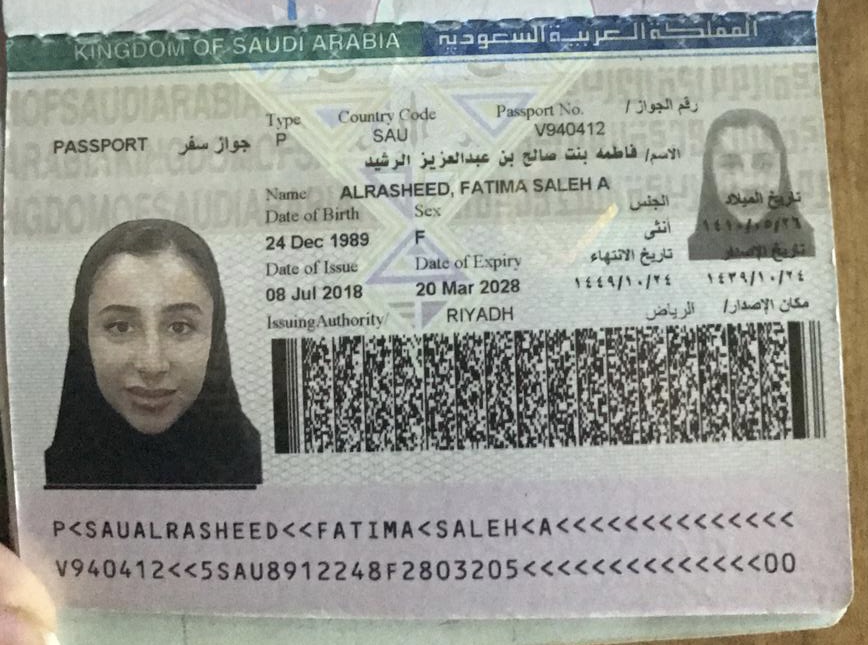 KINGDOM OF SAUDI ARABIA المملكة العربية السعودية
Type Country Code Passport No. رقم الجواز /
PASSPORT جواز سفر P SAU V940412
الاسم/ فاطمه بنت صالح بن عبدالعزيز الرشيد
Name ALRASHEED, FATIMA SALEH A
Date of Birth Sex الجنس تاريخ الميلاد
24 Dec 1989 F أنثى ١٤١٠/٠٥/٢٦
Date of Issue Date of Expiry تاريخ الانتهاء تاريخ الإصدار
08 Jul 2018 20 Mar 2028 ١٤٤٩/١٠/٢٤ ١٤٣٩/١٠/٢٤
IssuingAuthority/ RIYADH الرياض مكان الإصدار/
P<SAUALRASHEED<<FATIMA<SALEH<A<<<<<<<<<<<<<<<
V940412<<5SAU8912248F2803205<<<<<<<<<<<<<<<00